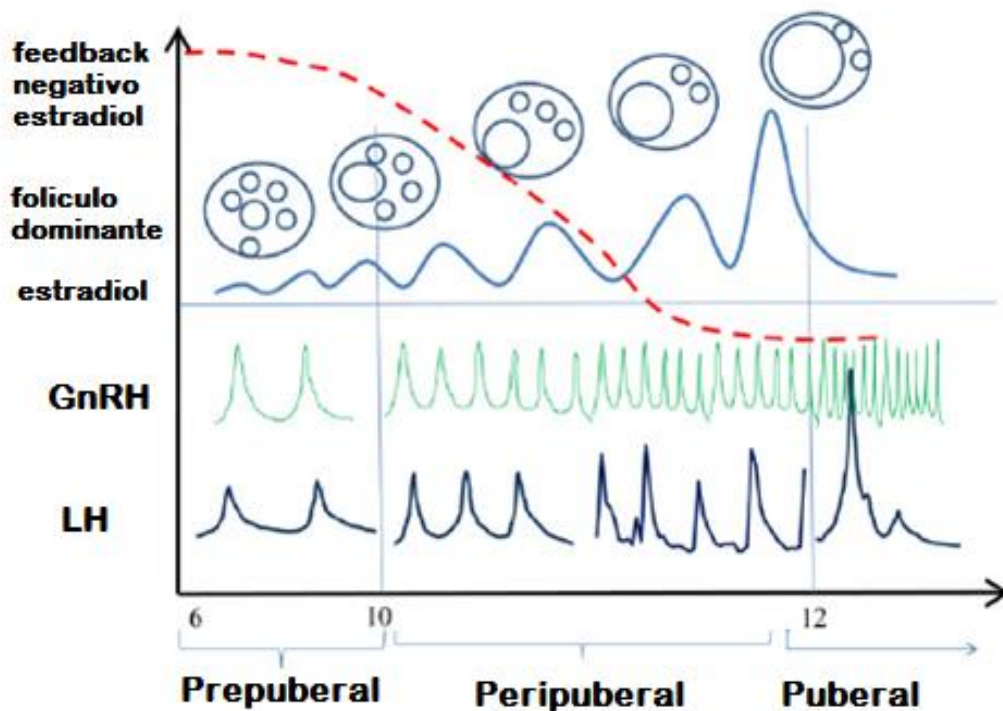 feedback
negativo
estradiol
foliculo
dominante
estradiol
GnRH
LH
6 10 12
Prepuberal Peripuberal Puberal